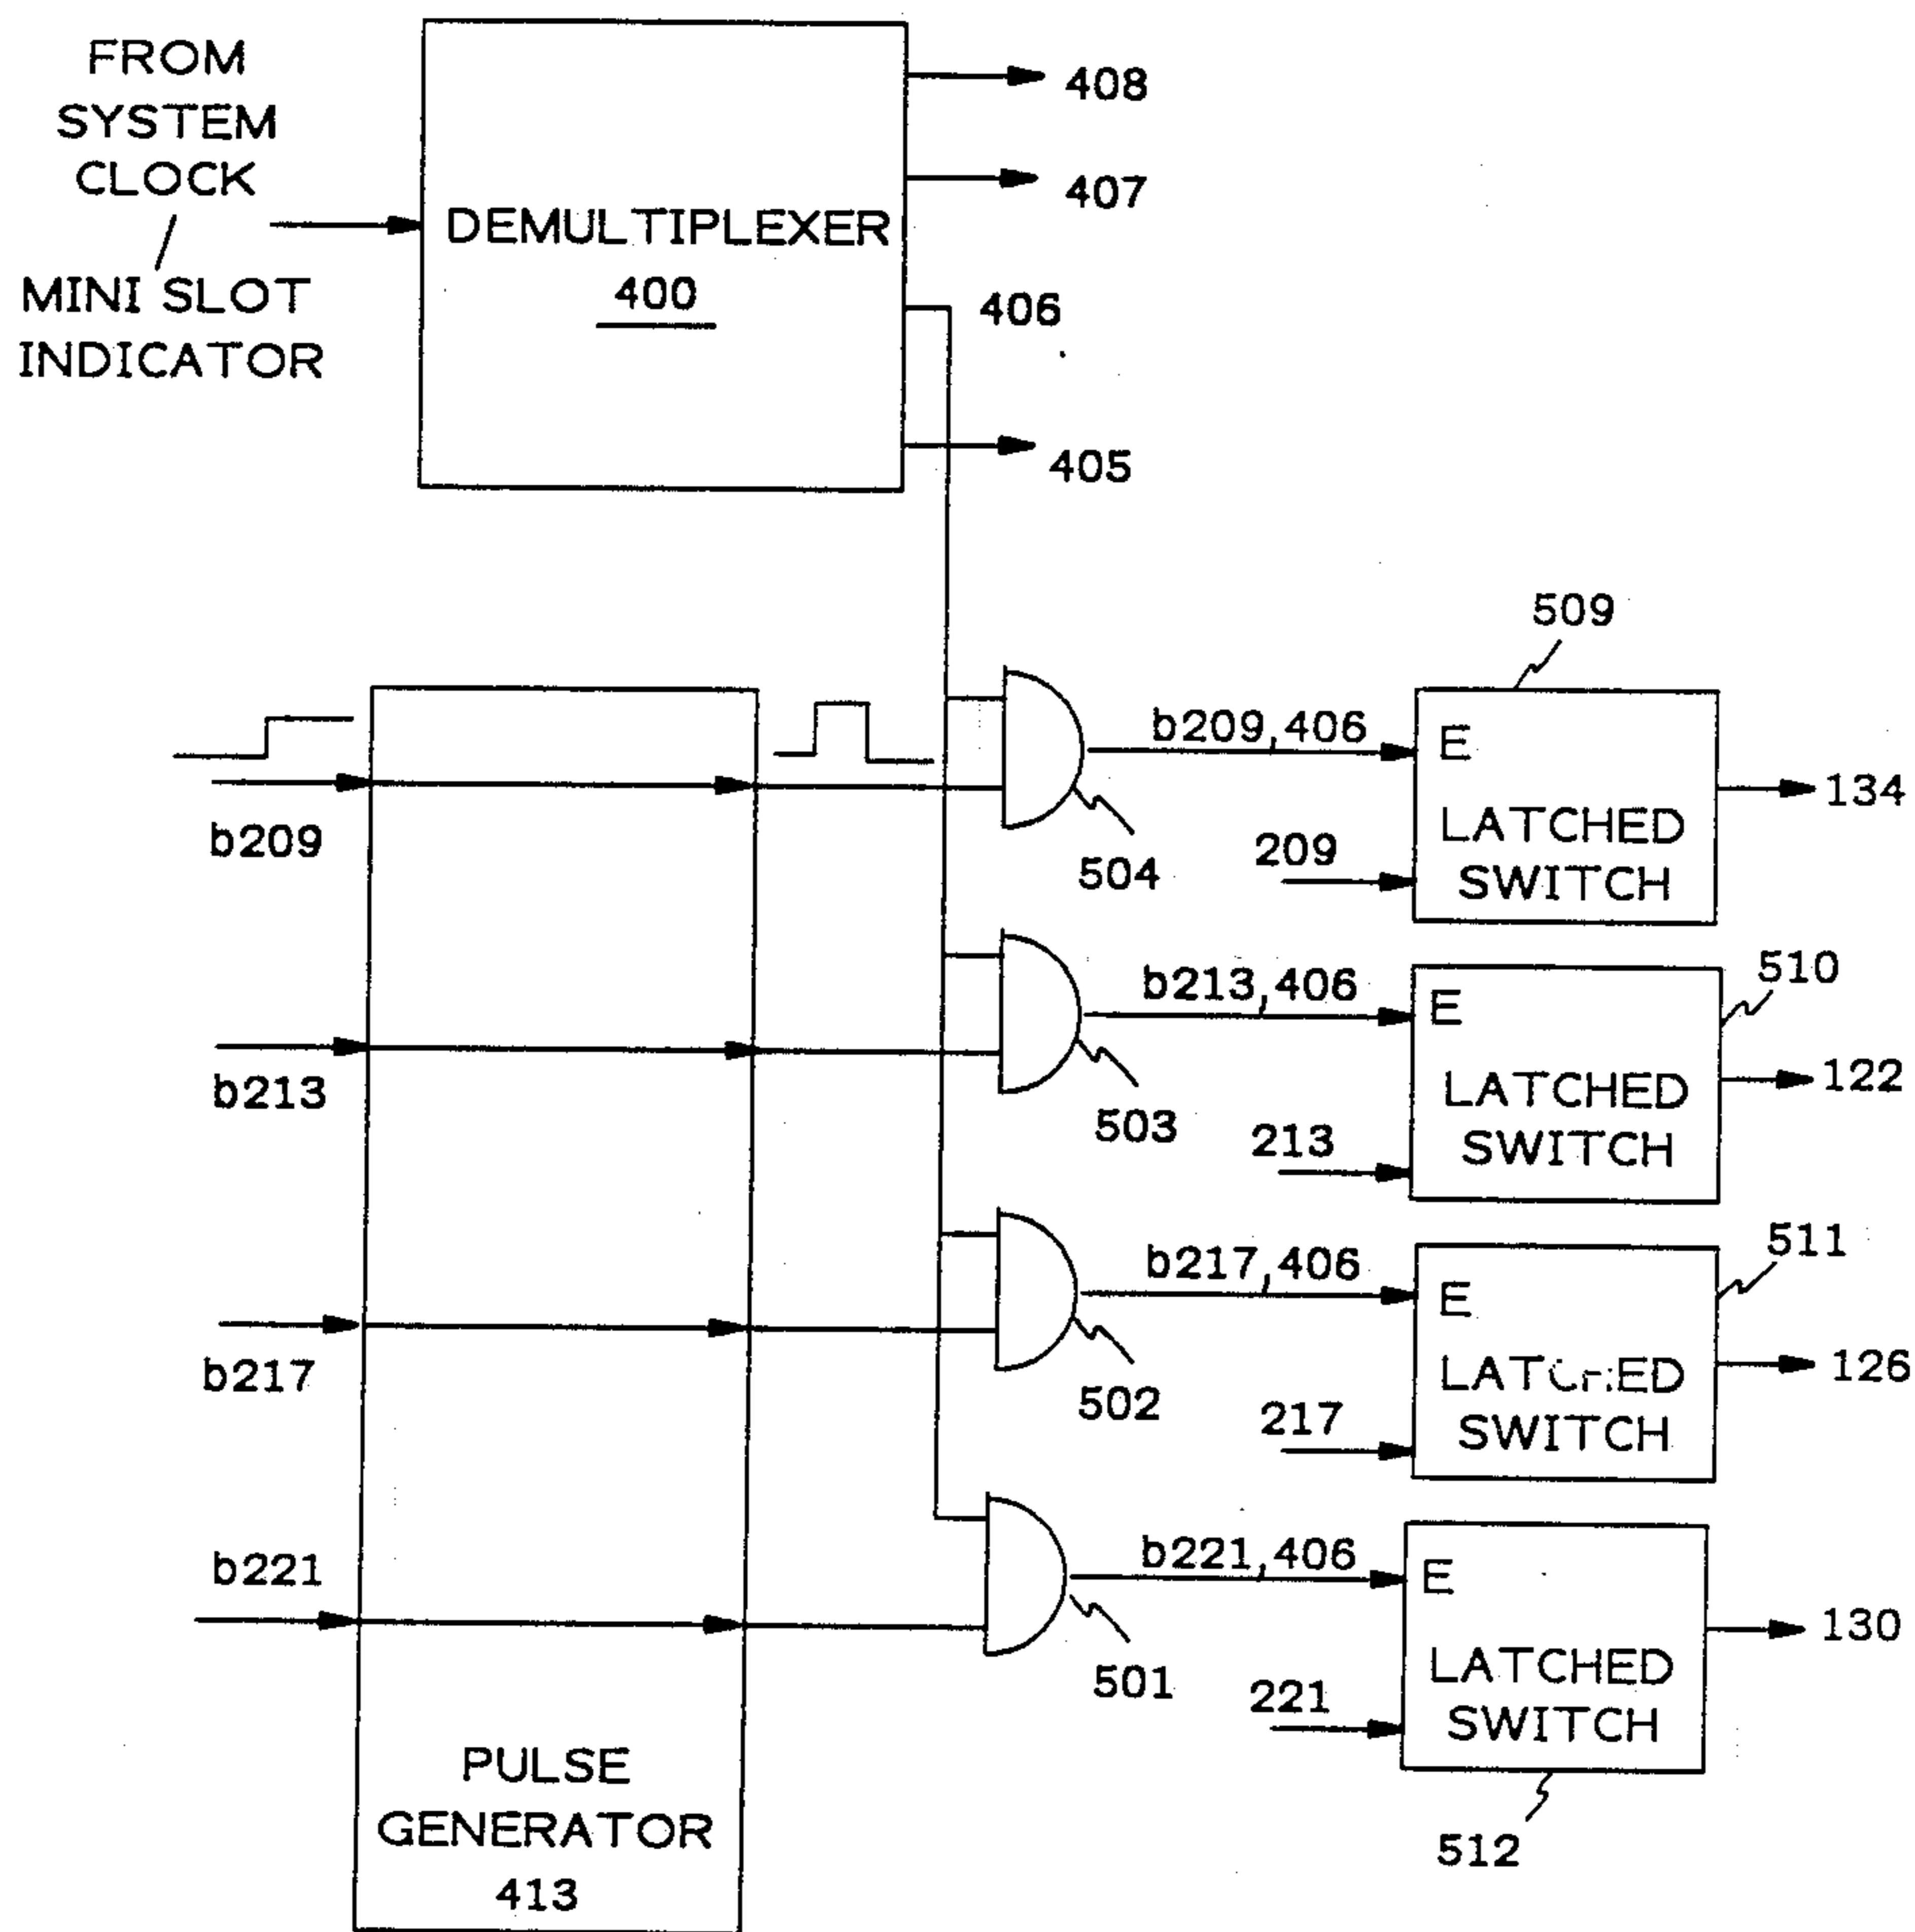 FROM
SYSTEM
CLOCK
/
MINI SLOT
INDICATOR
DEMULTIPLEXER
400
408
407
406
405
b209
b213
b217
b221
PULSE
GENERATOR
413
504
503
502
501
b209,406
b213,406
b217,406
b221,406
509
E
LATCHED
SWITCH
209
134
510
E
LATCHED
SWITCH
213
122
511
E
LATCHED
SWITCH
217
126
E
LATCHED
SWITCH
221
130
512